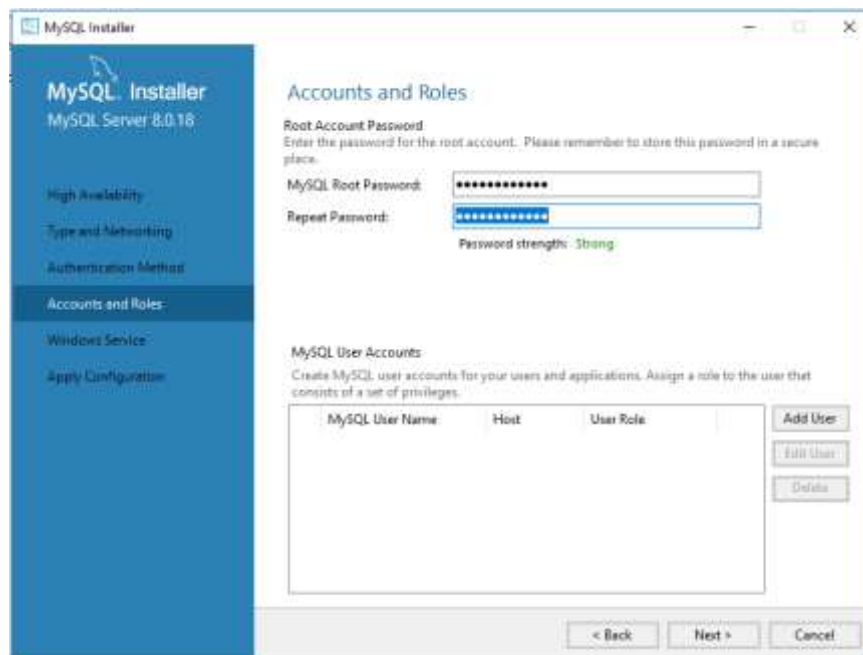 MySQL Installer
MySQL Installer
MySQL Server 8.0.18
High Availability
Type and Networking
Authentication Method
Accounts and Roles
Windows Service
Apply Configuration
Accounts and Roles
Root Account Password
Enter the password for the root account. Please remember to store this password in a secure
place.
MySQL Root Password:
Repeat Password:
Password strength: Strong
MySQL User Accounts
Create MySQL user accounts for your users and applications. Assign a role to the user that
consists of a set of privileges.
MySQL User Name Host User Role
Add User
Edit User
Delete
< Back Next > Cancel